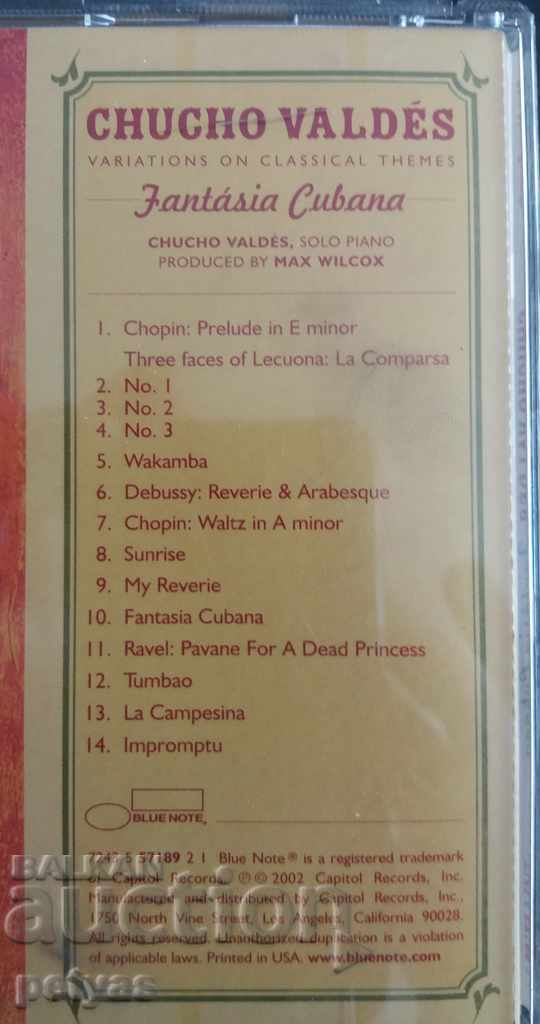 CHUCHO VALDÉS
VARIATIONS ON CLASSICAL THEMES
Fantásia Cubana
CHUCHO VALDÉS, SOLO PIANO
PRODUCED BY MAX WILCOX
1. Chopin: Prelude in E minor
Three faces of Lecuona: La Comparsa
2. No. 1
3. No. 2
4. No. 3
5. Wakamba
6. Debussy: Reverie & Arabesque
7. Chopin: Waltz in A minor
8. Sunrise
9. My Reverie
10. Fantasia Cubana
11. Ravel: Pavane For A Dead Princess
12. Tumbao
13. La Campesina
14. Impromptu
BLUE NOTE®
7243 5 57189 2 1 Blue Note® is a registered trademark
of Capitol Records. ℗ © 2002 Capitol Records, Inc.
Manufactured and distributed by Capitol Records, Inc.,
1750 North Vine Street, Los Angeles, California 90028.
All rights reserved. Unauthorized duplication is a violation
of applicable laws. Printed in USA. www.bluenote.com
BALKAN
auction
petyas